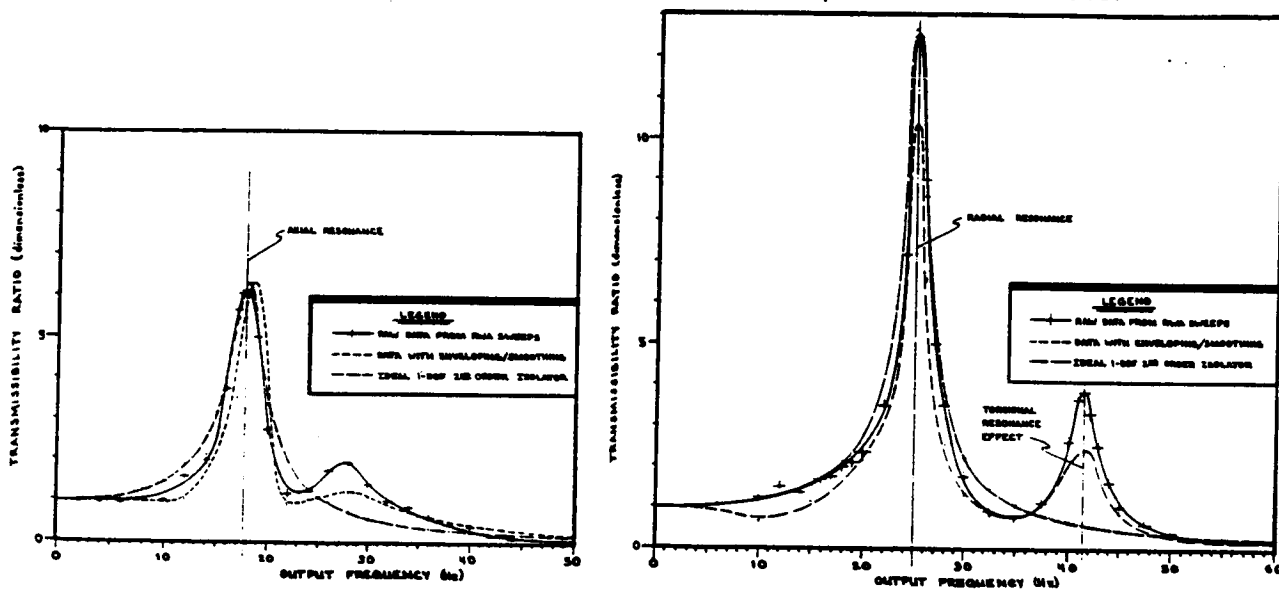 TRANSMISSIBILITY RATIO (dimensionless)
10
5
0
AXIAL RESONANCE
LEGEND
RAW DATA FROM RWA SWEEPS
DATA WITH ENVELOPING/SMOOTHING
IDEAL 1-DOF 2ND ORDER ISOLATOR
0
10
20
30
40
50
OUTPUT FREQUENCY (Hz)
TRANSMISSIBILITY RATIO (dimensionless)
10
5
0
RADIAL RESONANCE
LEGEND
RAW DATA FROM RWA SWEEPS
DATA WITH ENVELOPING/SMOOTHING
IDEAL 1-DOF 2ND ORDER ISOLATOR
TORSIONAL
RESONANCE
EFFECT
0
10
20
30
40
50
60
OUTPUT FREQUENCY (Hz)